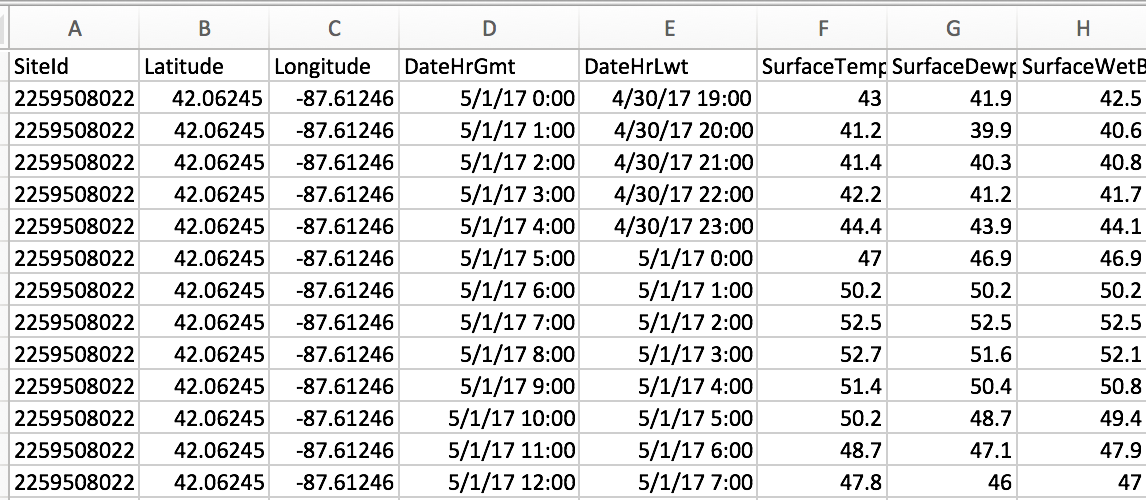 A B C D E F G H
SiteId Latitude Longitude DateHrGmt DateHrLwt SurfaceTemp SurfaceDewp SurfaceWetB
2259508022 42.06245 -87.61246 5/1/17 0:00 4/30/17 19:00 43 41.9 42.5
2259508022 42.06245 -87.61246 5/1/17 1:00 4/30/17 20:00 41.2 39.9 40.6
2259508022 42.06245 -87.61246 5/1/17 2:00 4/30/17 21:00 41.4 40.3 40.8
2259508022 42.06245 -87.61246 5/1/17 3:00 4/30/17 22:00 42.2 41.2 41.7
2259508022 42.06245 -87.61246 5/1/17 4:00 4/30/17 23:00 44.4 43.9 44.1
2259508022 42.06245 -87.61246 5/1/17 5:00 5/1/17 0:00 47 46.9 46.9
2259508022 42.06245 -87.61246 5/1/17 6:00 5/1/17 1:00 50.2 50.2 50.2
2259508022 42.06245 -87.61246 5/1/17 7:00 5/1/17 2:00 52.5 52.5 52.5
2259508022 42.06245 -87.61246 5/1/17 8:00 5/1/17 3:00 52.7 51.6 52.1
2259508022 42.06245 -87.61246 5/1/17 9:00 5/1/17 4:00 51.4 50.4 50.8
2259508022 42.06245 -87.61246 5/1/17 10:00 5/1/17 5:00 50.2 48.7 49.4
2259508022 42.06245 -87.61246 5/1/17 11:00 5/1/17 6:00 48.7 47.1 47.9
2259508022 42.06245 -87.61246 5/1/17 12:00 5/1/17 7:00 47.8 46 47